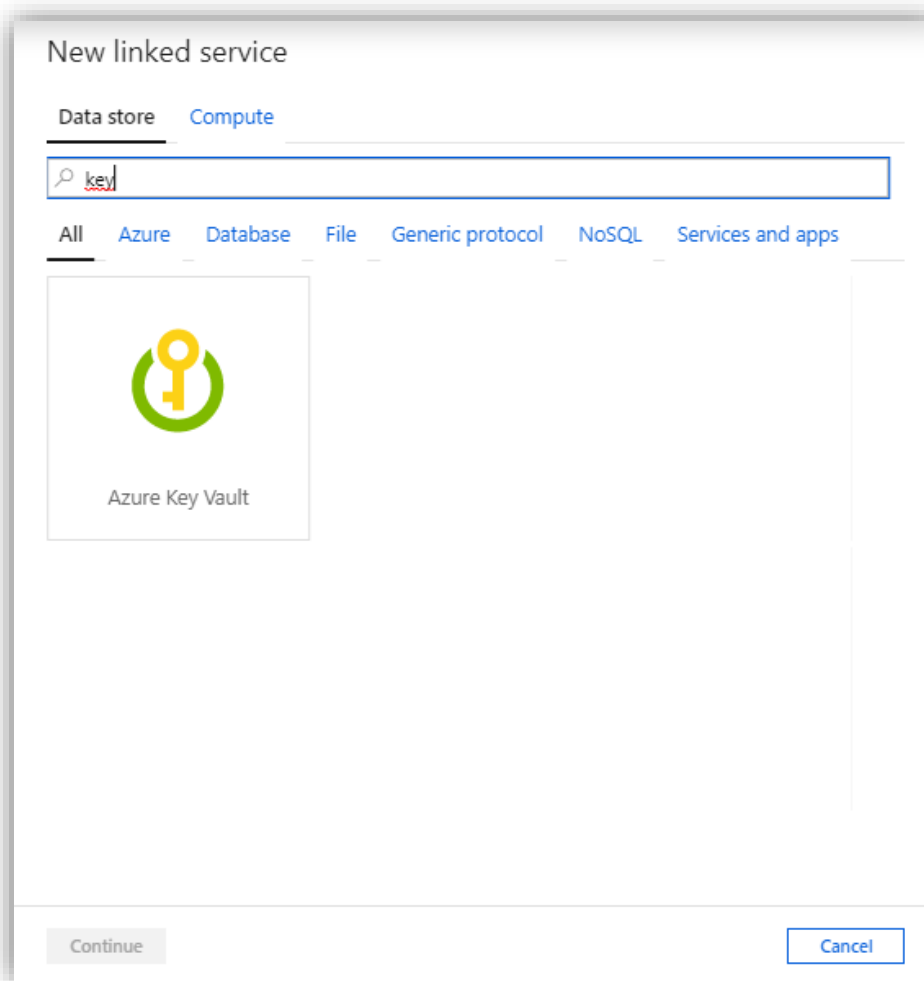 New linked service
Data store Compute
key
All Azure Database File Generic protocol NoSQL Services and apps
Azure Key Vault
Continue Cancel